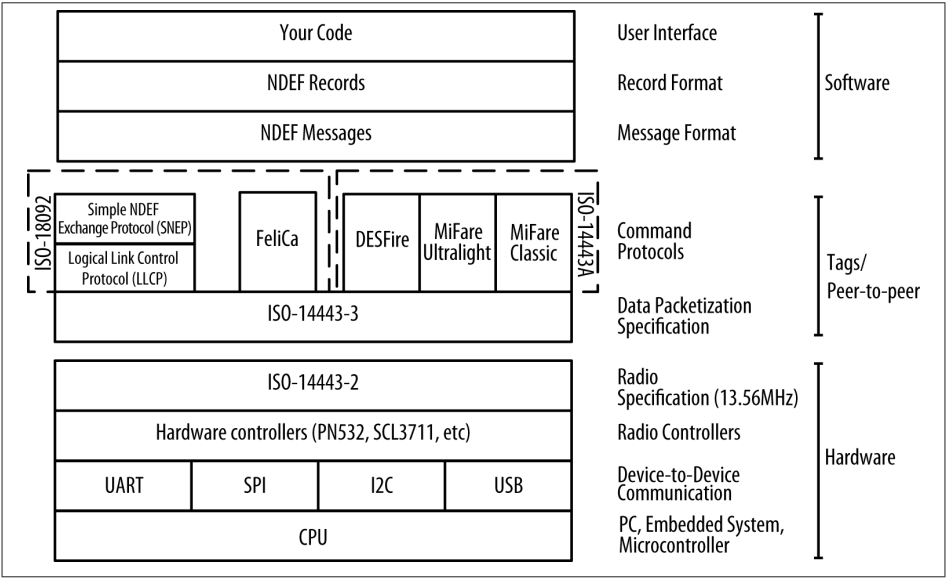 Your Code
User Interface
NDEF Records
Record Format
Software
NDEF Messages
Message Format
ISO-18092
Simple NDEF
Exchange Protocol (SNEP)
Logical Link Control
Protocol (LLCP)
FeliCa
DESFire
MiFare
Ultralight
MiFare
Classic
ISO-14443A
Command
Protocols
Tags/
Peer-to-peer
ISO-14443-3
Data Packetization
Specification
ISO-14443-2
Radio
Specification (13.56MHz)
Hardware controllers (PN532, SCL3711, etc)
Radio Controllers
Hardware
UART
SPI
I2C
USB
Device-to-Device
Communication
CPU
PC, Embedded System,
Microcontroller